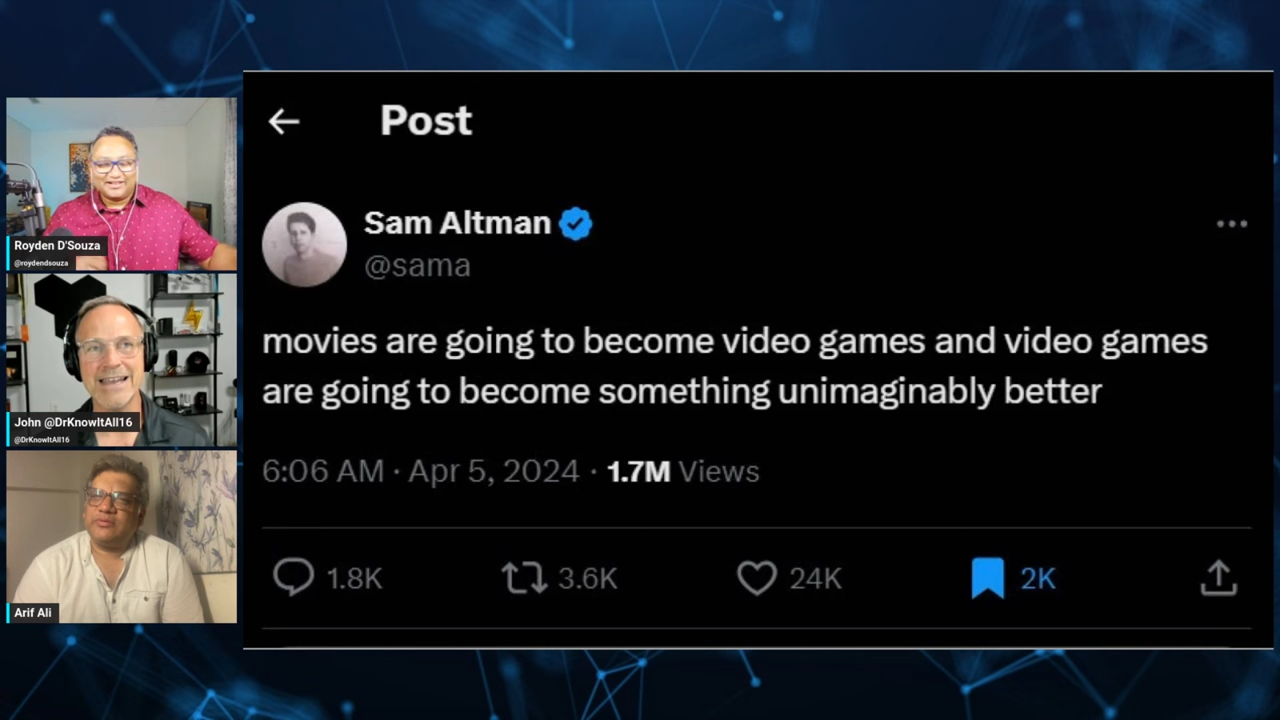 Post
Sam Altman
@sama
movies are going to become video games and video games
are going to become something unimaginably better
6:06 AM · Apr 5, 2024 · 1.7M Views
1.8K 3.6K 24K 2K
Royden D'Souza
@roydendsouza
John @DrKnowItAll16
@DrKnowItAll16
Arif Ali